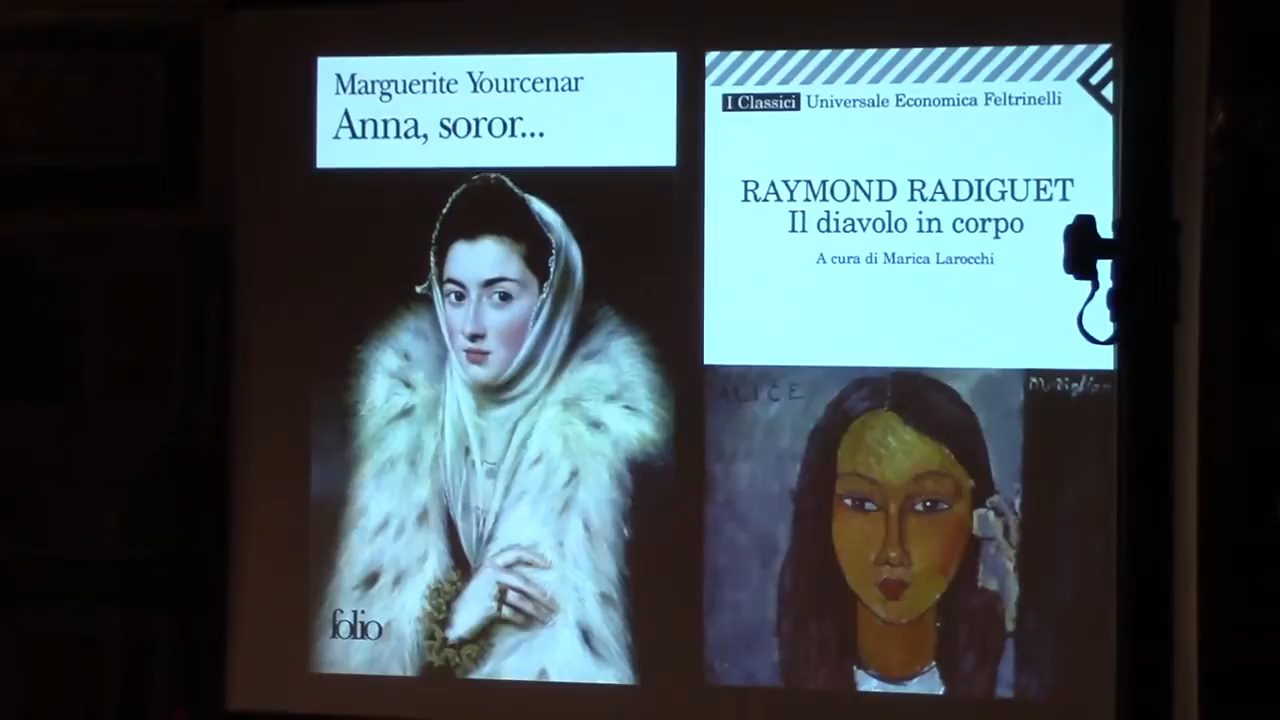 Marguerite Yourcenar
Anna, soror...
folio
I Classici Universale Economica Feltrinelli
RAYMOND RADIGUET
Il diavolo in corpo
A cura di Marica Larocchi
ALICE